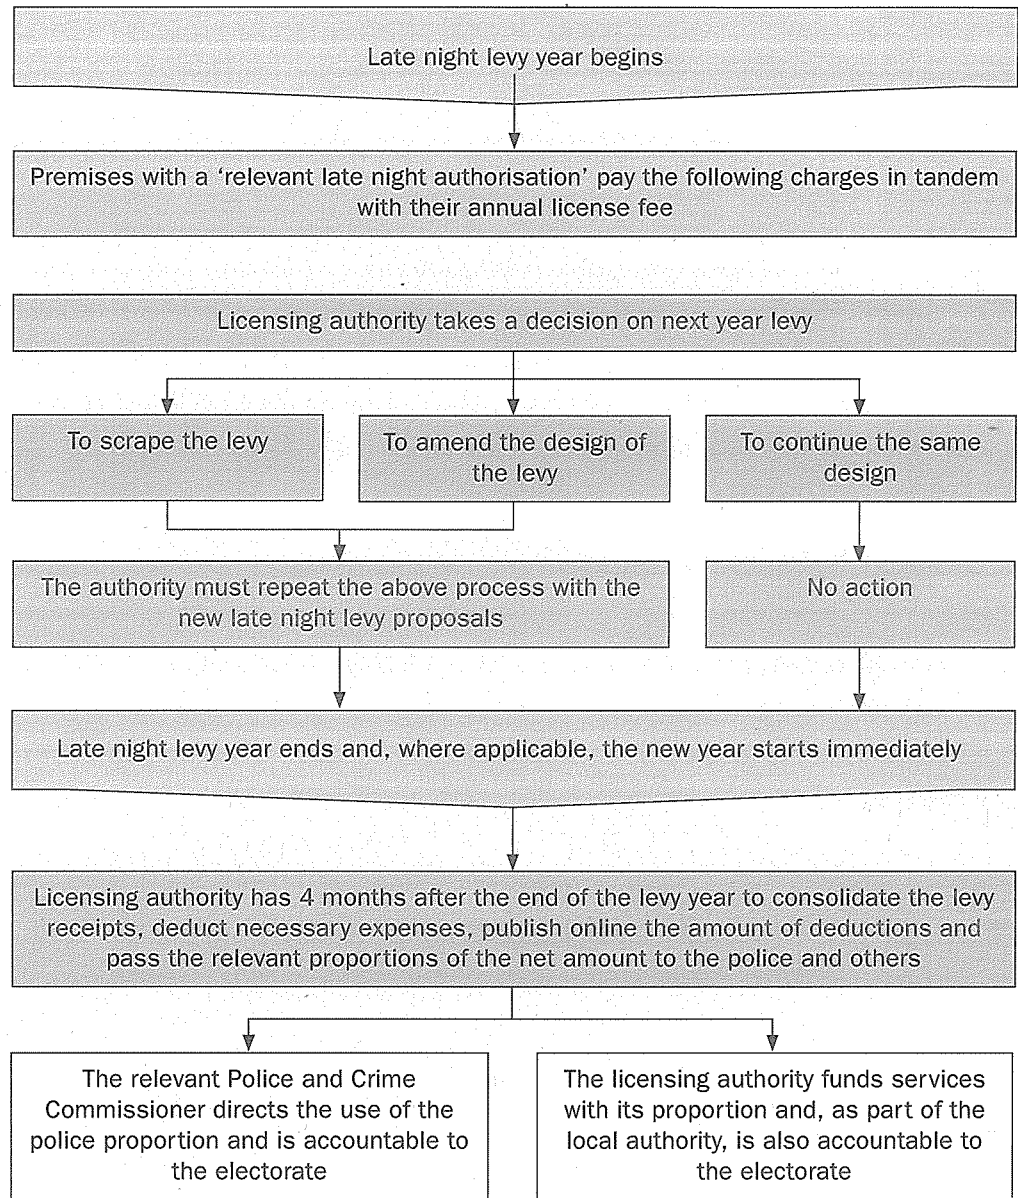 Late night levy year begins
Premises with a ‘relevant late night authorisation’ pay the following charges in tandem
with their annual license fee
Licensing authority takes a decision on next year levy
To scrape the levy
To amend the design of
the levy
To continue the same
design
The authority must repeat the above process with the
new late night levy proposals
No action
Late night levy year ends and, where applicable, the new year starts immediately
Licensing authority has 4 months after the end of the levy year to consolidate the levy
receipts, deduct necessary expenses, publish online the amount of deductions and
pass the relevant proportions of the net amount to the police and others
The relevant Police and Crime
Commissioner directs the use of the
police proportion and is accountable to
the electorate
The licensing authority funds services
with its proportion and, as part of the
local authority, is also accountable to
the electorate